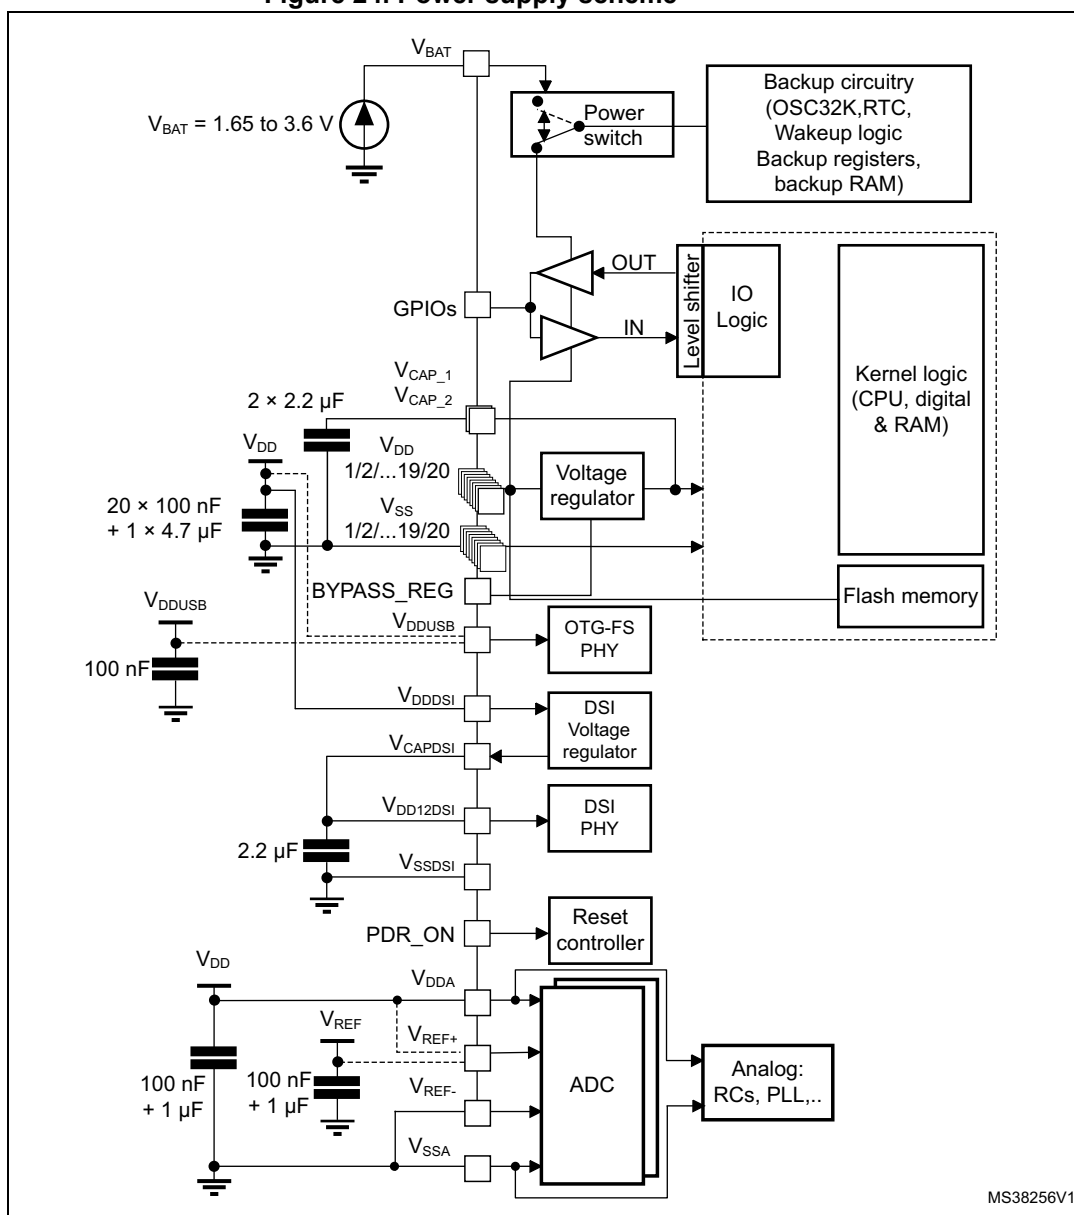 Figure 24. Power supply scheme
VBAT
VBAT = 1.65 to 3.6 V
Power
switch
Backup circuitry
(OSC32K,RTC,
Wakeup logic
Backup registers,
backup RAM)
OUT
GPIOs
IN
Level shifter
IO
Logic
Kernel logic
(CPU, digital
& RAM)
VCAP_1
VCAP_2
2 × 2.2 µF
VDD
VDD
1/2/...19/20
Voltage
regulator
20 × 100 nF
+ 1 × 4.7 µF
VSS
1/2/...19/20
BYPASS_REG
Flash memory
VDDUSB
VDDUSB
OTG-FS
PHY
100 nF
VDDDSI
DSI
Voltage
regulator
VCAPDSI
VDD12DSI
DSI
PHY
2.2 µF
VSSDSI
PDR_ON
Reset
controller
VDD
VDDA
VREF
VREF+
100 nF
+ 1 µF
100 nF
+ 1 µF
VREF-
ADC
Analog:
RCs, PLL,..
VSSA
MS38256V1